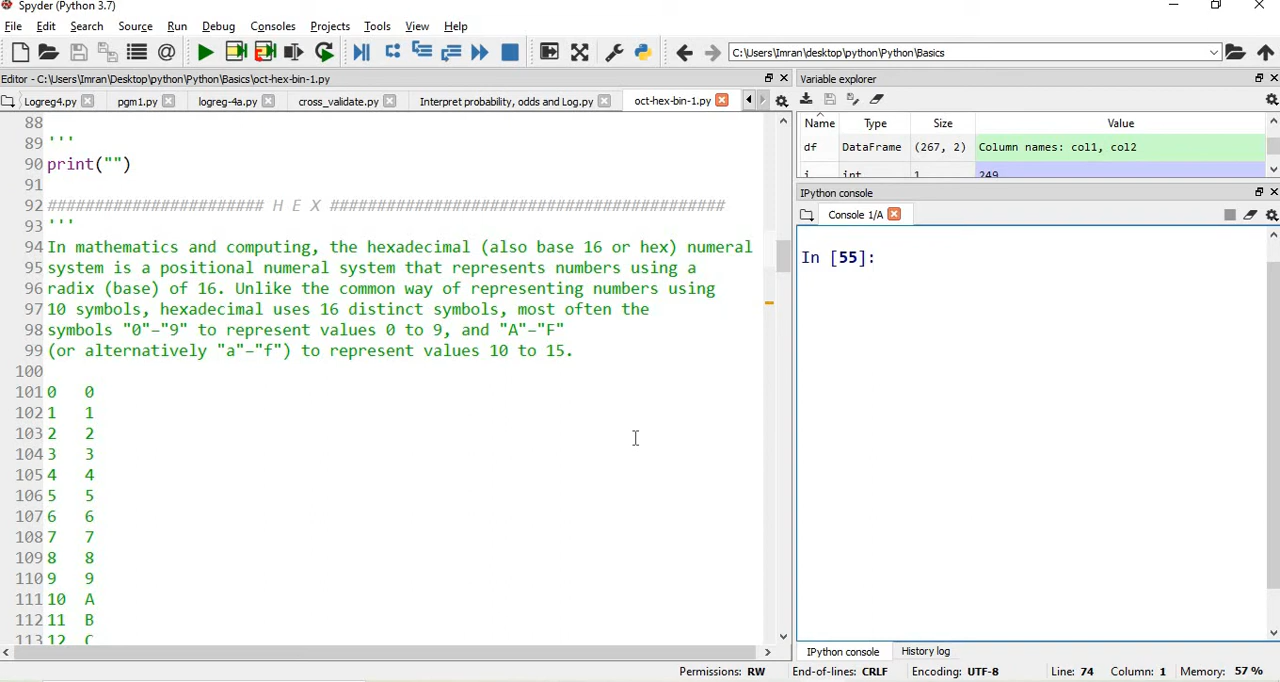 Spyder (Python 3.7)
File Edit Search Source Run Debug Consoles Projects Tools View Help
C:\Users\Imran\desktop\python\Python\Basics
Editor - C:\Users\Imran\Desktop\python\Python\Basics\oct-hex-bin-1.py
Logreg4.py pgm1.py logreg-4a.py cross_validate.py Interpret probability, odds and Log.py oct-hex-bin-1.py
88
89 '''
90 print("")
91
92 ####################### H E X ##########################################
93 '''
94 In mathematics and computing, the hexadecimal (also base 16 or hex) numeral
95 system is a positional numeral system that represents numbers using a
96 radix (base) of 16. Unlike the common way of representing numbers using
97 10 symbols, hexadecimal uses 16 distinct symbols, most often the
98 symbols "0"–"9" to represent values 0 to 9, and "A"–"F"
99 (or alternatively "a"–"f") to represent values 10 to 15.
100
101 0 0
102 1 1
103 2 2
104 3 3
105 4 4
106 5 5
107 6 6
108 7 7
109 8 8
110 9 9
111 10 A
112 11 B
113 12 C
Variable explorer
Name Type Size Value
df DataFrame (267, 2) Column names: col1, col2
i int 1 249
IPython console
Console 1/A
In [55]:
IPython console History log
Permissions: RW End-of-lines: CRLF Encoding: UTF-8 Line: 74 Column: 1 Memory: 57 %